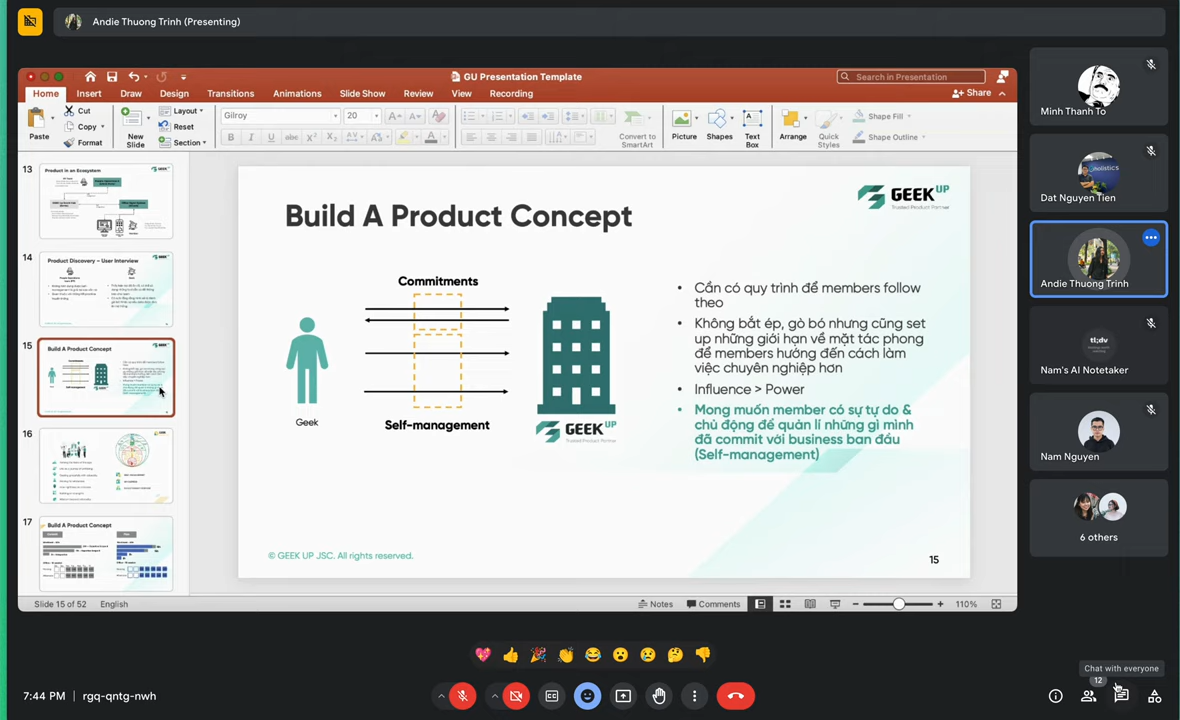 Andie Thuong Trinh (Presenting)
GU Presentation Template
Search in Presentation
Home
Insert
Draw
Design
Transitions
Animations
Slide Show
Review
View
Recording
Share
Paste
Cut
Copy
Format
New
Slide
Layout
Reset
Section
Gilroy
20
Convert to
SmartArt
Picture
Shapes
Text
Box
Arrange
Quick
Styles
Shape Fill
Shape Outline
13
Product in an Ecosystem
14
Product Discovery – User Interview
15
Build A Product Concept
16
17
Build A Product Concept
Build A Product Concept
GEEK UP
Trusted Product Partner
Commitments
Geek
Self-management
GEEK UP
Trusted Product Partner
• Cần có quy trình để members follow
theo
• Không bắt ép, gò bó nhưng cũng set
up những giới hạn về mặt tác phong
để members hướng đến cách làm
việc chuyên nghiệp hơn
• Influence > Power
• Mong muốn member có sự tự do &
chủ động để quản lí những gì mình
đã commit với business ban đầu
(Self-management)
© GEEK UP JSC. All rights reserved.
15
Slide 15 of 52
English
Notes
Comments
110%
Minh Thanh To
Dat Nguyen Tien
Andie Thuong Trinh
tl;dv
Nam's AI Notetaker
Nam Nguyen
6 others
7:44 PM | rgq-qntg-nwh
Chat with everyone
12